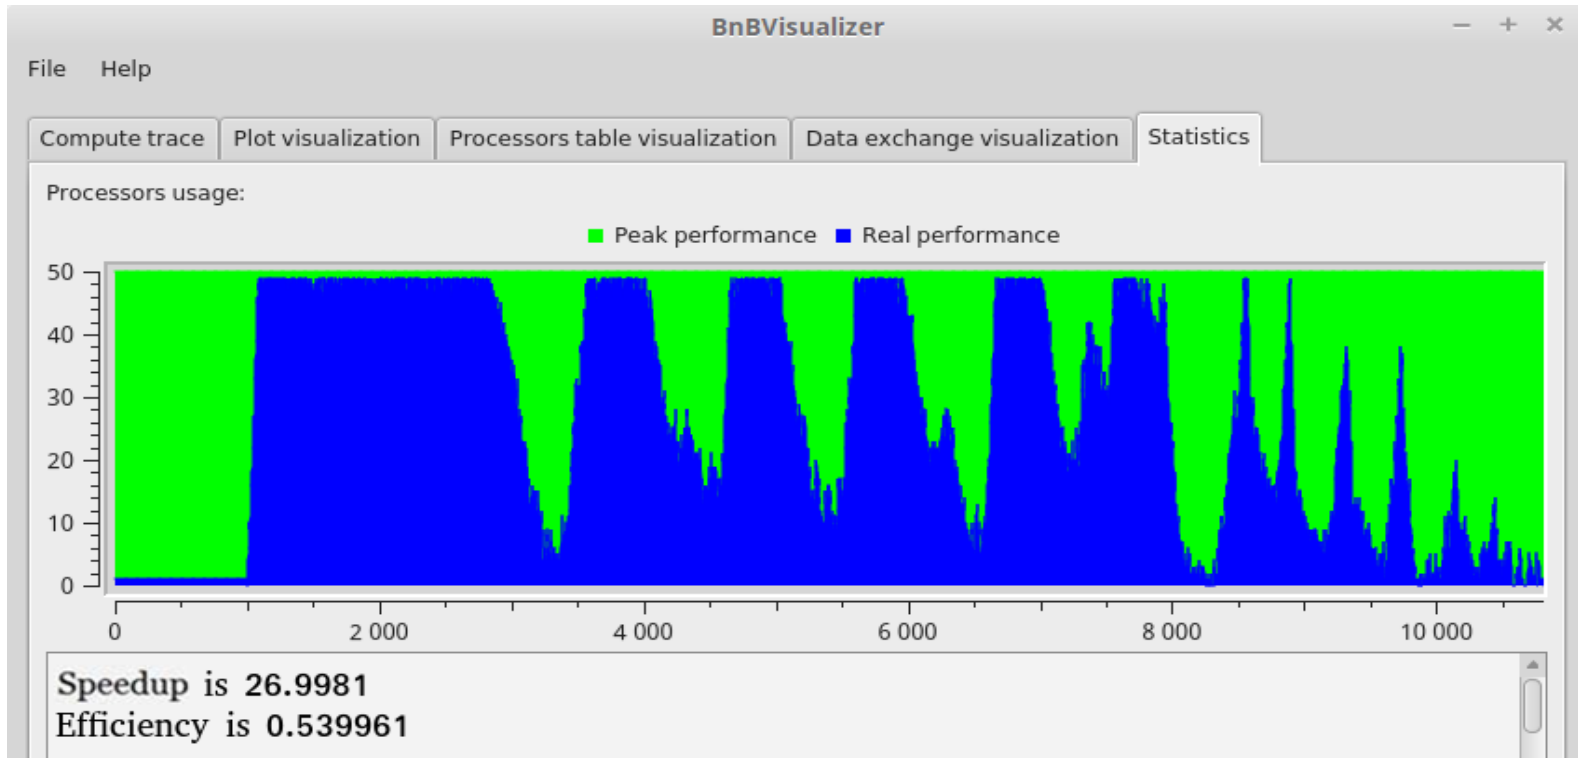 BnBVisualizer
File Help
Compute trace Plot visualization Processors table visualization Data exchange visualization Statistics
Processors usage:
Peak performance Real performance
50
40
30
20
10
0
0 2 000 4 000 6 000 8 000 10 000
Speedup is 26.9981
Efficiency is 0.539961